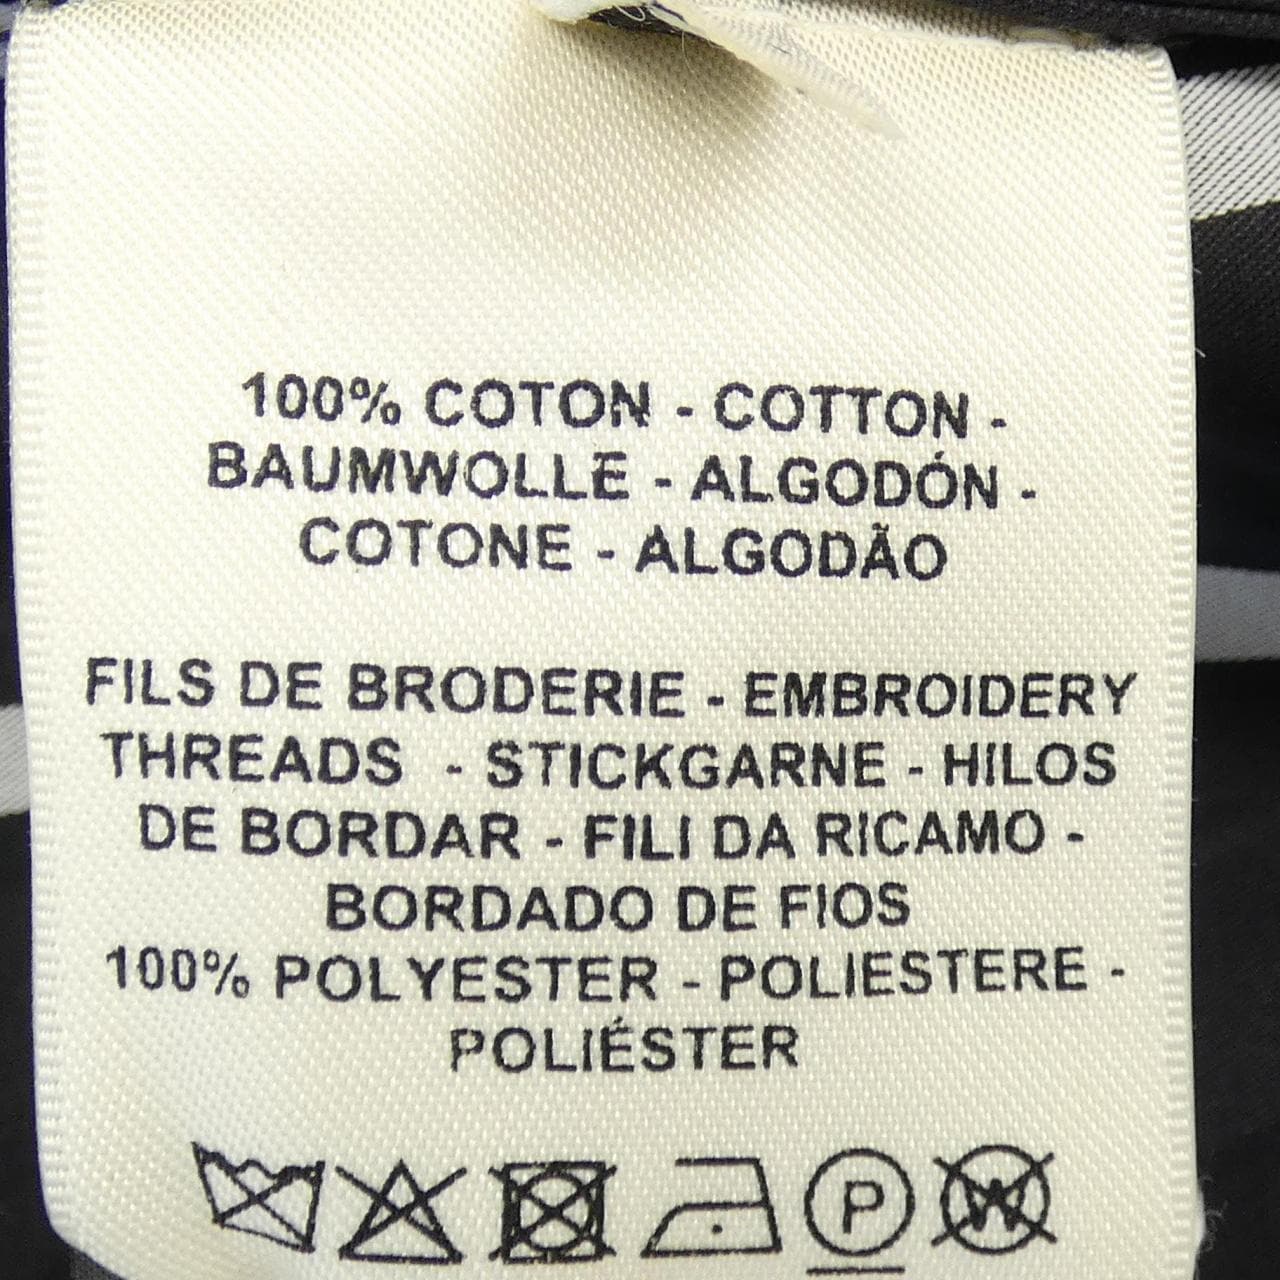 100% COTON - COTTON -
BAUMWOLLE - ALGODÓN -
COTONE - ALGODÃO
FILS DE BRODERIE - EMBROIDERY
THREADS - STICKGARNE - HILOS
DE BORDAR - FILI DA RICAMO -
BORDADO DE FIOS
100% POLYESTER - POLIESTERE -
POLIÉSTER
P W